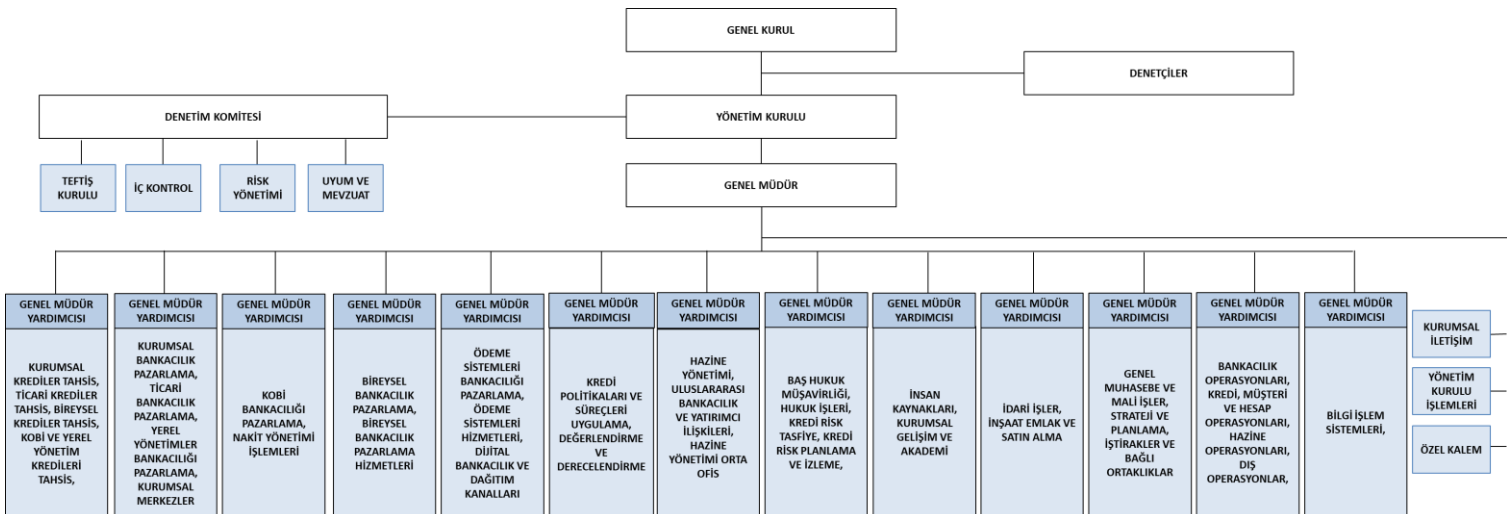 GENEL KURUL
DENETÇİLER
DENETİM KOMİTESİ
YÖNETİM KURULU
TEFTİŞ
KURULU
İÇ KONTROL
RİSK
YÖNETİMİ
UYUM VE
MEVZUAT
GENEL MÜDÜR
GENEL MÜDÜR
YARDIMCISI
KURUMSAL
KREDİLER TAHSİS,
TİCARİ KREDİLER
TAHSİS, BİREYSEL
KREDİLER TAHSİS,
KOBİ VE YEREL
YÖNETİM
KREDİLERİ
TAHSİS,
GENEL MÜDÜR
YARDIMCISI
KURUMSAL
BANKACILIK
PAZARLAMA,
TİCARİ
BANKACILIK
PAZARLAMA,
YEREL
YÖNETİMLER
BANKACILIĞI
PAZARLAMA,
KURUMSAL
MERKEZLER
GENEL MÜDÜR
YARDIMCISI
KOBİ
BANKACILIĞI
PAZARLAMA,
NAKİT YÖNETİMİ
İŞLEMLERİ
GENEL MÜDÜR
YARDIMCISI
BİREYSEL
BANKACILIK
PAZARLAMA,
BİREYSEL
BANKACILIK
PAZARLAMA
HİZMETLERİ
GENEL MÜDÜR
YARDIMCISI
ÖDEME
SİSTEMLERİ
BANKACILIĞI
PAZARLAMA,
ÖDEME
SİSTEMLERİ
HİZMETLERİ,
DİJİTAL
BANKACILIK VE
DAĞITIM
KANALLARI
GENEL MÜDÜR
YARDIMCISI
KREDİ
POLİTİKALARI VE
SÜREÇLERİ
UYGULAMA,
DEĞERLENDİRME
VE
DERECELENDİRME
GENEL MÜDÜR
YARDIMCISI
HAZİNE
YÖNETİMİ,
ULUSLARARASI
BANKACILIK
VE YATIRIMCI
İLİŞKİLERİ,
HAZİNE
YÖNETİMİ ORTA
OFİS
GENEL MÜDÜR
YARDIMCISI
BAŞ HUKUK
MÜŞAVİRLİĞİ,
HUKUK İŞLERİ,
KREDİ RİSK
TASFİYE, KREDİ
RİSK PLANLAMA
VE İZLEME,
GENEL MÜDÜR
YARDIMCISI
İNSAN
KAYNAKLARI,
KURUMSAL
GELİŞİM VE
AKADEMİ
GENEL MÜDÜR
YARDIMCISI
İDARİ İŞLER,
İNŞAAT EMLAK VE
SATIN ALMA
GENEL MÜDÜR
YARDIMCISI
GENEL
MUHASEBE VE
MALİ İŞLER,
STRATEJİ VE
PLANLAMA,
İŞTİRAKLER VE
BAĞLI
ORTAKLIKLAR
GENEL MÜDÜR
YARDIMCISI
BANKACILIK
OPERASYONLARI,
KREDİ, MÜŞTERİ
VE HESAP
OPERASYONLARI,
HAZİNE
OPERASYONLARI,
DIŞ
OPERASYONLAR,
GENEL MÜDÜR
YARDIMCISI
BİLGİ İŞLEM
SİSTEMLERİ,
KURUMSAL
İLETİŞİM
YÖNETİM
KURULU
İŞLEMLERİ
ÖZEL KALEM